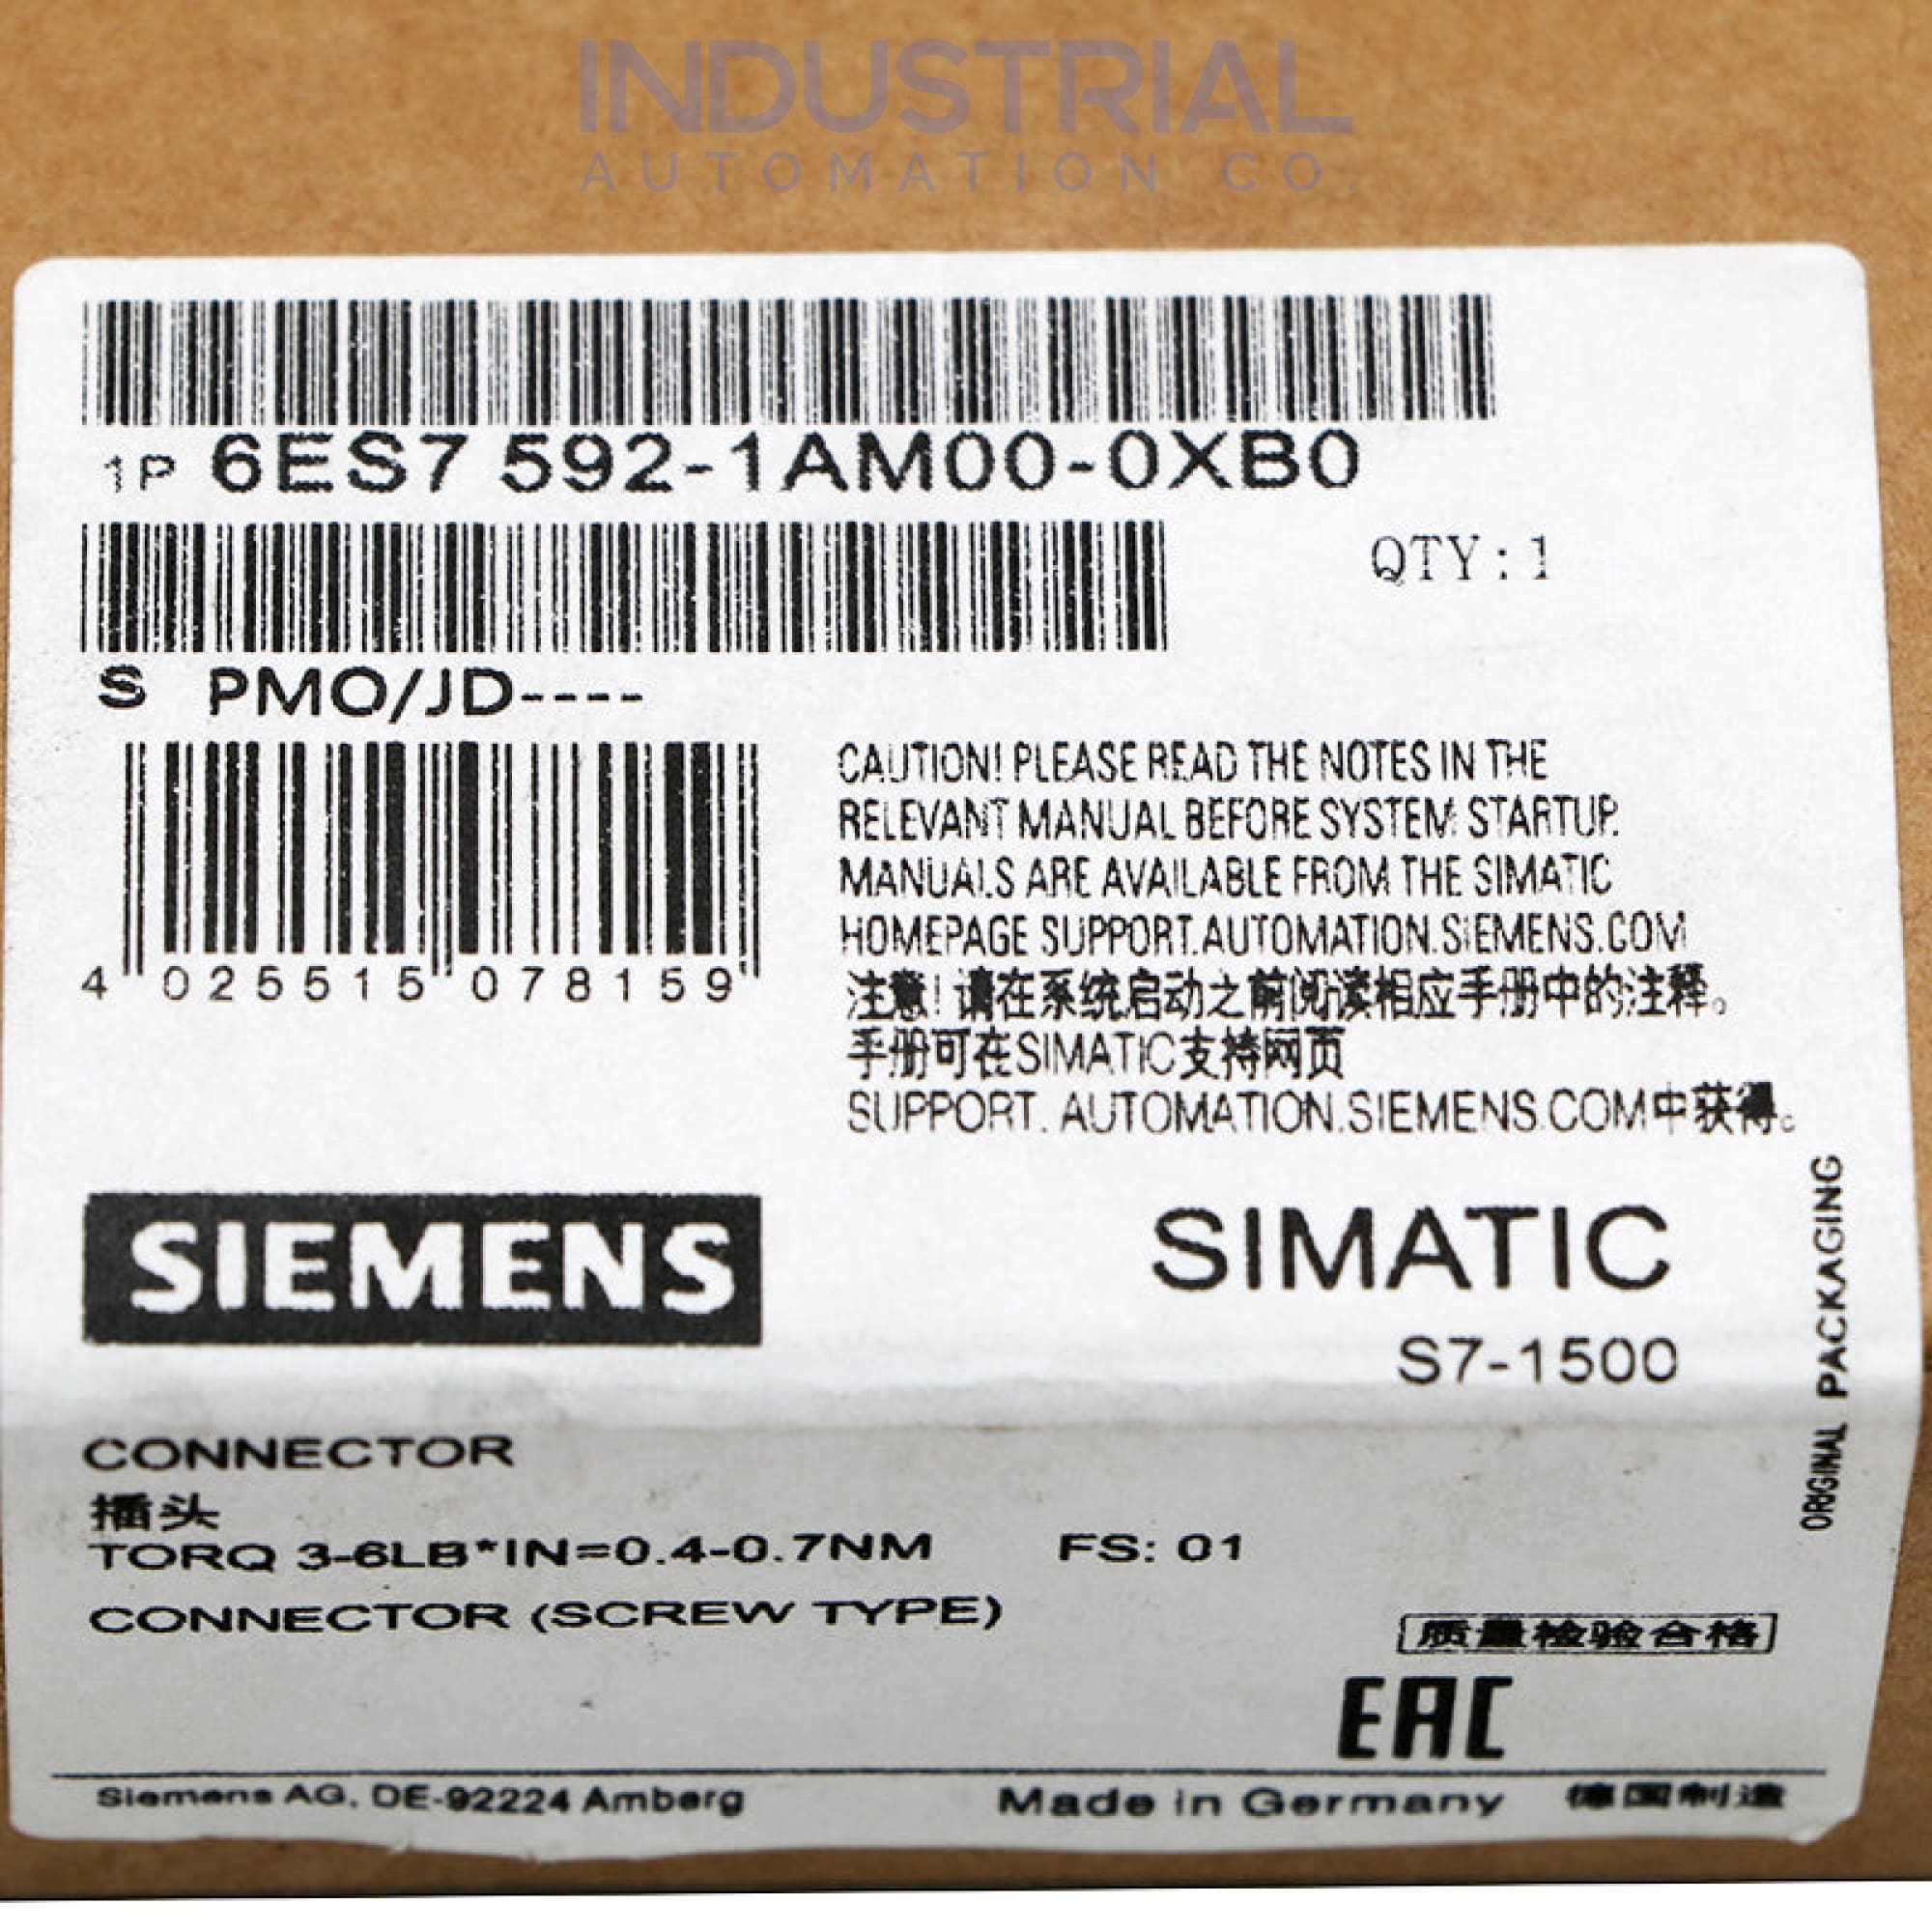 INDUSTRIAL
AUTOMATION CO.
1P 6ES7 592-1AM00-0XB0
QTY:1
S PMO/JD----
4 025515 078159
CAUTION! PLEASE READ THE NOTES IN THE
RELEVANT MANUAL BEFORE SYSTEM STARTUP.
MANUALS ARE AVAILABLE FROM THE SIMATIC
HOMEPAGE SUPPORT.AUTOMATION.SIEMENS.COM
注意!请在系统启动之前阅读相应手册中的注释。
手册可在SIMATIC支持网页
SUPPORT. AUTOMATION.SIEMENS.COM中获得。
SIEMENS
SIMATIC
S7-1500
ORIGINAL PACKAGING
CONNECTOR
插头
TORQ 3-6LB*IN=0.4-0.7NM FS: 01
CONNECTOR (SCREW TYPE)
质量检验合格
EAC
Siemens AG, DE-92224 Amberg Made in Germany 德国制造